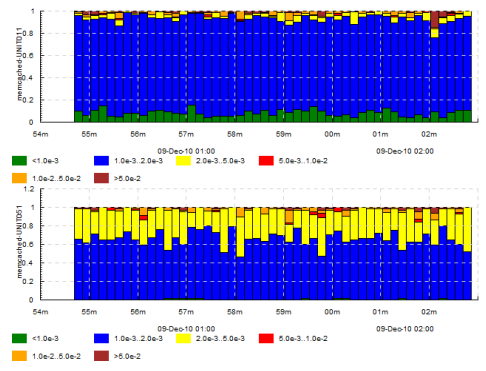 1
0.8
0.6
0.4
0.2
0
memcached-UNITD11
54m 55m 56m 57m 58m 59m 00m 01m 02m
09-Dec-10 01:00 09-Dec-10 02:00
<1.0e-3 1.0e-3..2.0e-3 2.0e-3..5.0e-3 5.0e-3..1.0e-2
1.0e-2..5.0e-2 >5.0e-2
1.2
1
0.8
0.6
0.4
0.2
0
memcached-UNITD51
54m 55m 56m 57m 58m 59m 00m 01m 02m
09-Dec-10 01:00 09-Dec-10 02:00
<1.0e-3 1.0e-3..2.0e-3 2.0e-3..5.0e-3 5.0e-3..1.0e-2
1.0e-2..5.0e-2 >5.0e-2